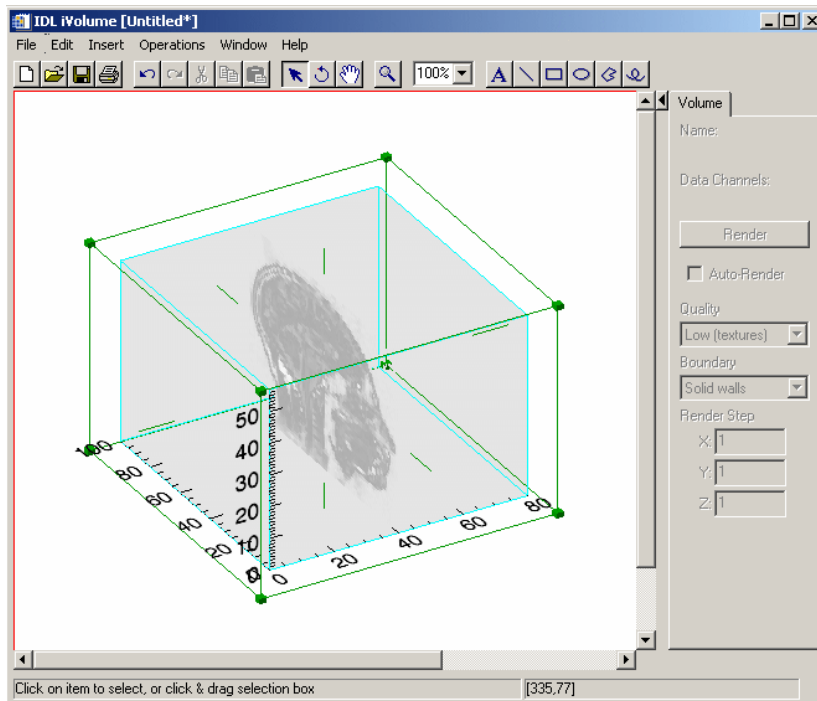 IDL iVolume [Untitled*]
File Edit Insert Operations Window Help
100% A
Volume
Name:
Data Channels:
Render
Auto-Render
Quality
Low (textures)
Boundary
Solid walls
Render Step
X: 1
Y: 1
Z: 1
50
40
30
20
10
0
100
80
60
40
20
0
0
20
40
60
80
Click on item to select, or click & drag selection box [335,77]